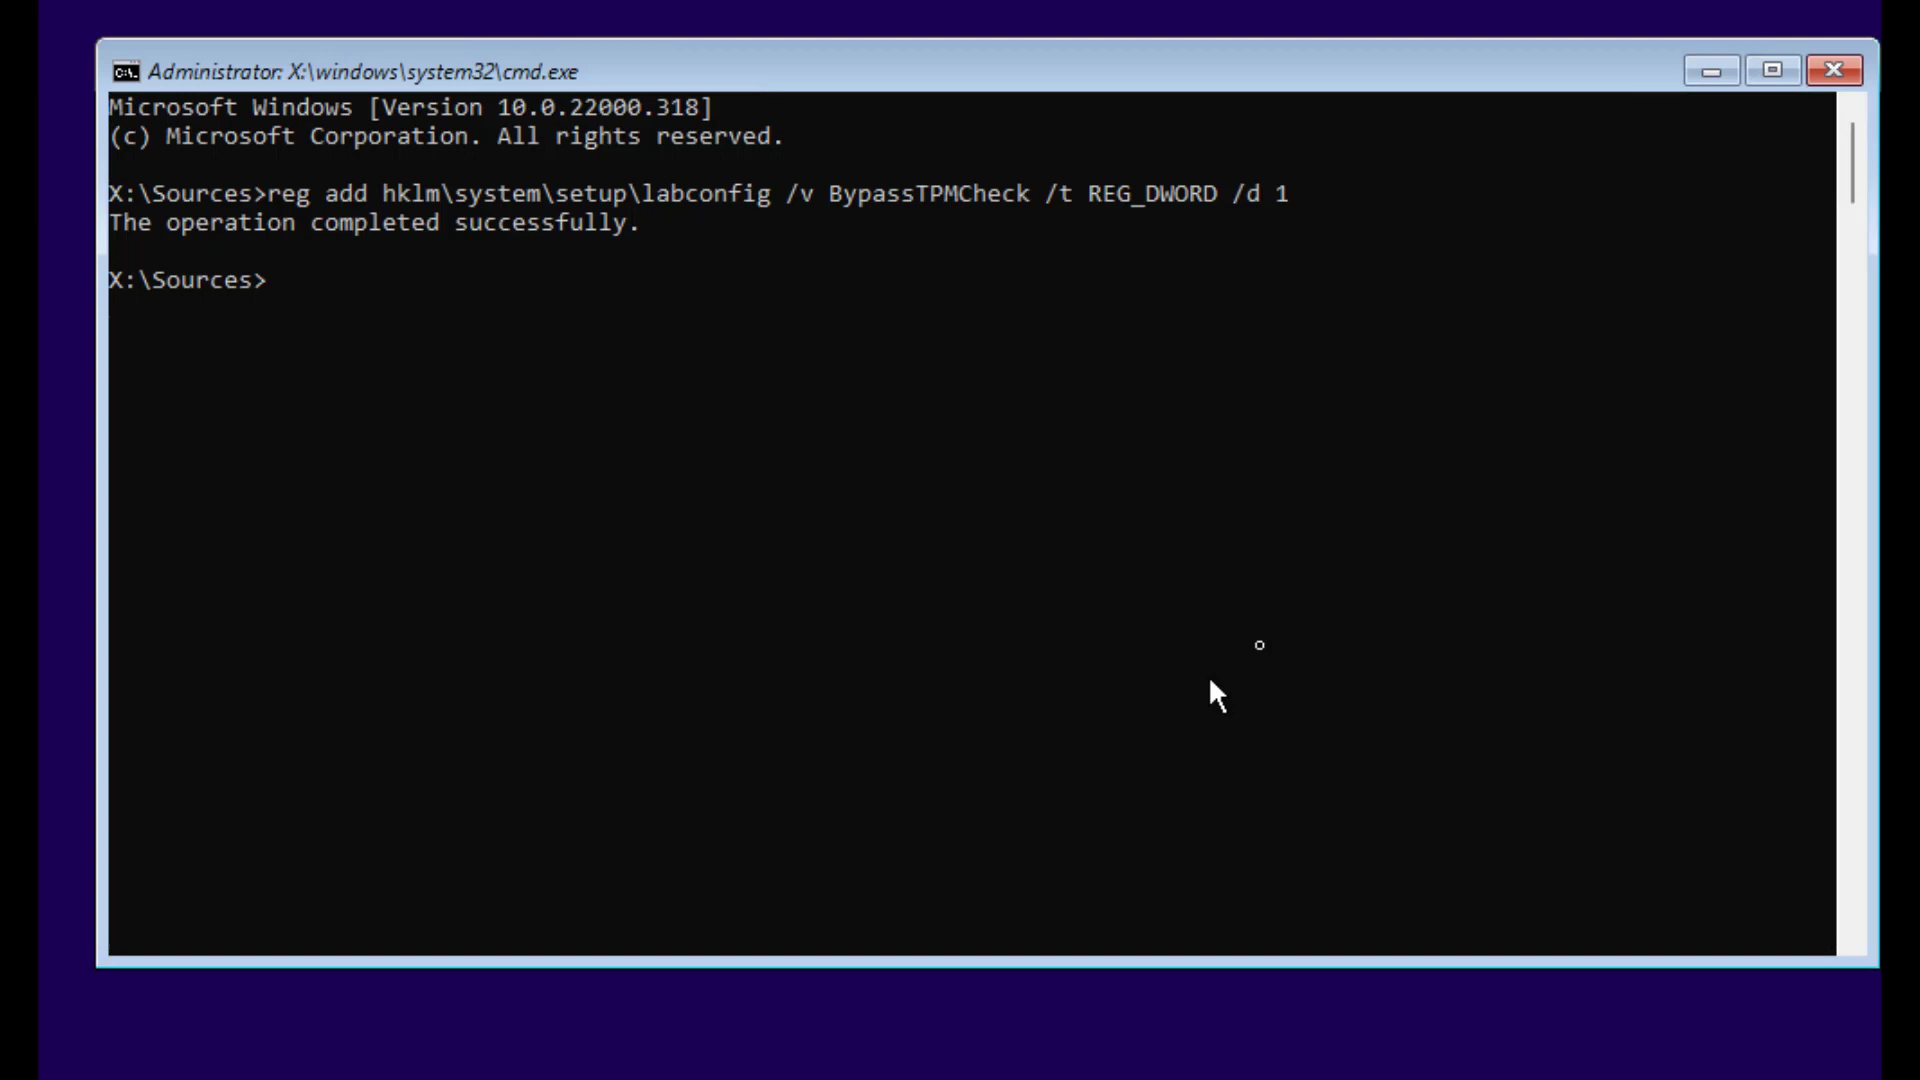 Administrator: X:\windows\system32\cmd.exe
Microsoft Windows [Version 10.0.22000.318]
(c) Microsoft Corporation. All rights reserved.
X:\Sources>reg add hklm\system\setup\labconfig /v BypassTPMCheck /t REG_DWORD /d 1
The operation completed successfully.
X:\Sources>